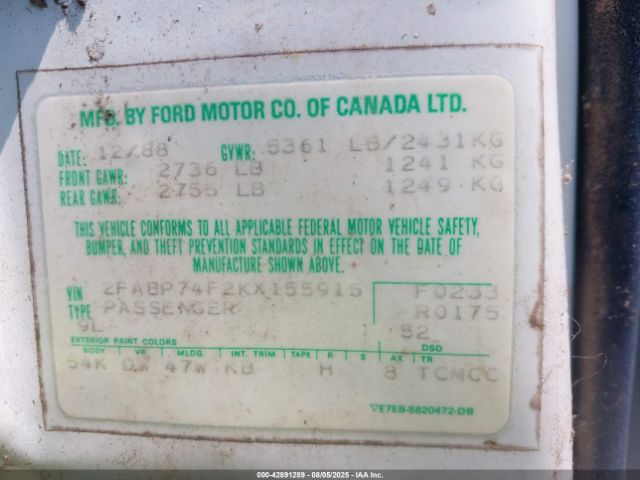 MFG. BY FORD MOTOR CO. OF CANADA LTD.
DATE: 12/88 GVWR: 5361 LB/2431KG
FRONT GAWR: 2736 LB 1241 KG
REAR GAWR: 2755 LB 1249 KG
THIS VEHICLE CONFORMS TO ALL APPLICABLE FEDERAL MOTOR VEHICLE SAFETY,
BUMPER, AND THEFT PREVENTION STANDARDS IN EFFECT ON THE DATE OF
MANUFACTURE SHOWN ABOVE.
VIN 2FABP74F2KX155915 F0233
TYPE PASSENGER R0175
9L 52
EXTERIOR PAINT COLORS DSO
BODY VR MLDG. INT. TRIM TAPE R S AX TR
54K DW 47W KB H 8 TCMCC
▽E7EB-5820472-DB
000-42891289 08/05/2025 IAA Inc.